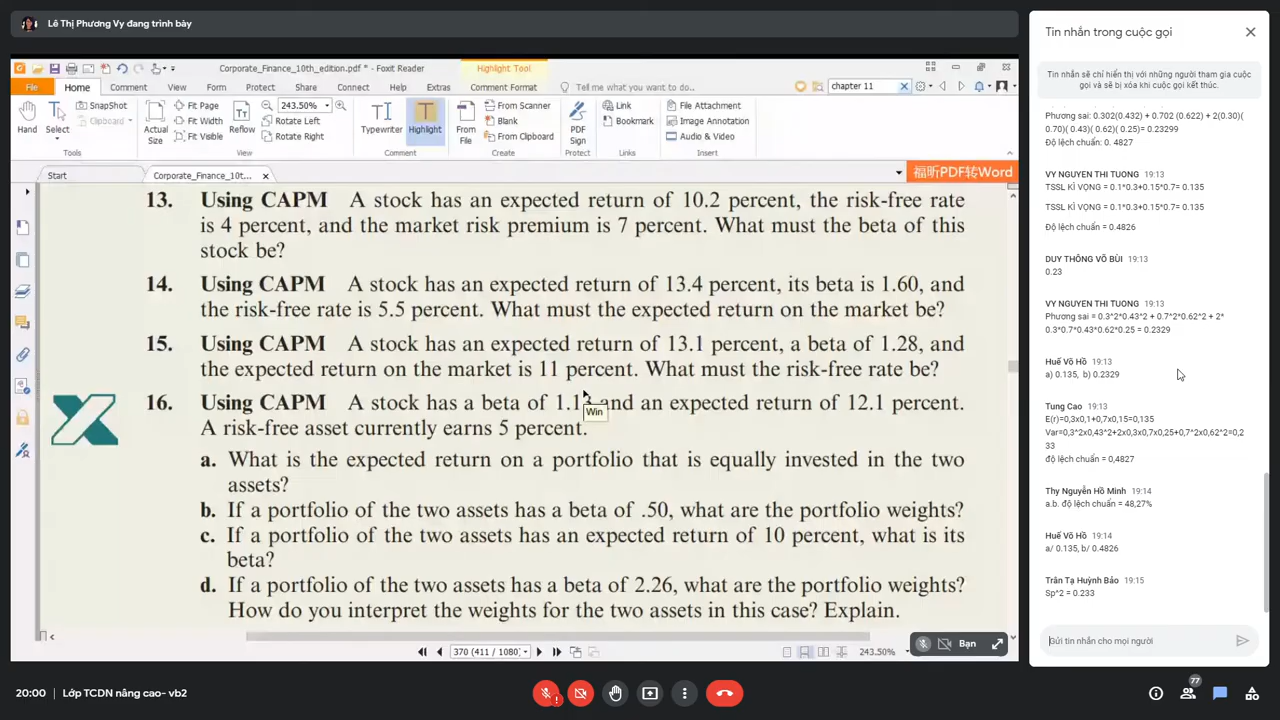 Lê Thị Phương Vy đang trình bày
Corporate_Finance_10th_edition.pdf * - Foxit Reader
Highlight Tool
File
Home
Comment
View
Form
Protect
Share
Connect
Help
Extras
Comment Format
Tell me what you want to do..
chapter 11
Hand
Select
SnapShot
Clipboard
Actual Size
Fit Page
Fit Width
Fit Visible
Reflow
243.50%
Rotate Left
Rotate Right
Typewriter
Highlight
From File
From Scanner
Blank
From Clipboard
PDF Sign
Link
Bookmark
File Attachment
Image Annotation
Audio & Video
Tools
View
Comment
Create
Protect
Links
Insert
Start
Corporate_Finance_10th...
福昕PDF转Word
13. Using CAPM A stock has an expected return of 10.2 percent, the risk-free rate
is 4 percent, and the market risk premium is 7 percent. What must the beta of this
stock be?
14. Using CAPM A stock has an expected return of 13.4 percent, its beta is 1.60, and
the risk-free rate is 5.5 percent. What must the expected return on the market be?
15. Using CAPM A stock has an expected return of 13.1 percent, a beta of 1.28, and
the expected return on the market is 11 percent. What must the risk-free rate be?
16. Using CAPM A stock has a beta of and an expected return of 12.1 percent.
Win
A risk-free asset currently earns 5 percent.
a. What is the expected return on a portfolio that is equally invested in the two
assets?
b. If a portfolio of the two assets has a beta of .50, what are the portfolio weights?
c. If a portfolio of the two assets has an expected return of 10 percent, what is its
beta?
d. If a portfolio of the two assets has a beta of 2.26, what are the portfolio weights?
How do you interpret the weights for the two assets in this case? Explain.
370 (411 / 1080)
243.50%
Bạn
Tin nhắn trong cuộc gọi
Tin nhắn sẽ chỉ hiển thị với những người tham gia cuộc
gọi và sẽ bị xóa khi cuộc gọi kết thúc.
Phương sai: 0.302(0.432) + 0.702 (0.622) + 2(0.30)(
0.70)( 0.43)( 0.62)( 0.25)= 0.23299
Độ lệch chuẩn: 0. 4827
VY NGUYEN THI TUONG 19:13
TSSL KÌ VỌNG = 0.1*0.3+0.15*0.7= 0.135
TSSL KÌ VỌNG = 0.1*0.3+0.15*0.7= 0.135
Độ lệch chuẩn = 0.4826
DUY THÔNG VÕ BÙI 19:13
0.23
VY NGUYEN THI TUONG 19:13
Phương sai = 0.3^2*0.43^2 + 0.7^2*0.62^2 + 2*
0.3*0.7*0.43*0.62*0.25 = 0.2329
Huế Võ Hồ 19:13
a) 0.135, b) 0.2329
Tung Cao 19:13
E(r)=0,3x0,1+0,7x0,15=0,135
Var=0,3^2x0,43^2+2x0,3x0,7x0,25+0,7^2x0,62^2=0,2
33
độ lệch chuẩn = 0,4827
Thy Nguyễn Hồ Minh 19:14
a.b. độ lệch chuẩn = 48,27%
Huế Võ Hồ 19:14
a/ 0.135, b/ 0.4826
Trân Tạ Huỳnh Bảo 19:15
Sp^2 = 0.233
Gửi tin nhắn cho mọi người
20:00 | Lớp TCDN nâng cao- vb2
77